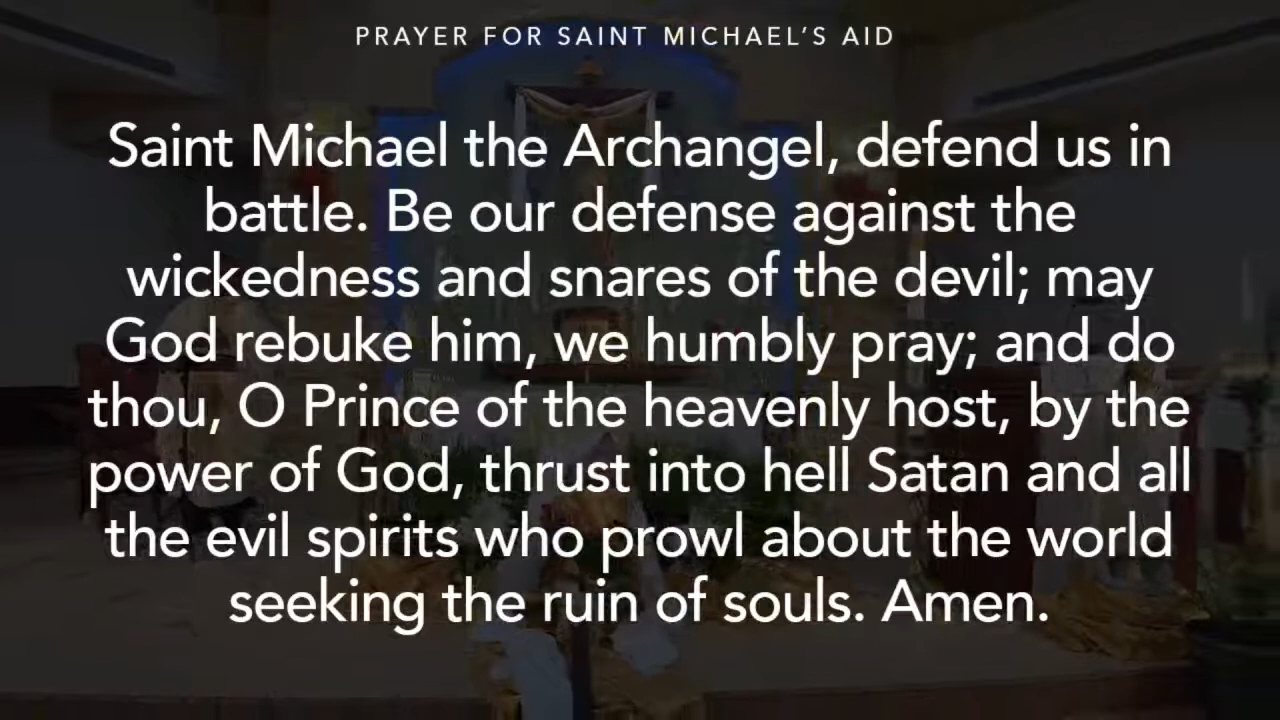 PRAYER FOR SAINT MICHAEL'S AID
Saint Michael the Archangel, defend us in
battle. Be our defense against the
wickedness and snares of the devil; may
God rebuke him, we humbly pray; and do
thou, O Prince of the heavenly host, by the
power of God, thrust into hell Satan and all
the evil spirits who prowl about the world
seeking the ruin of souls. Amen.